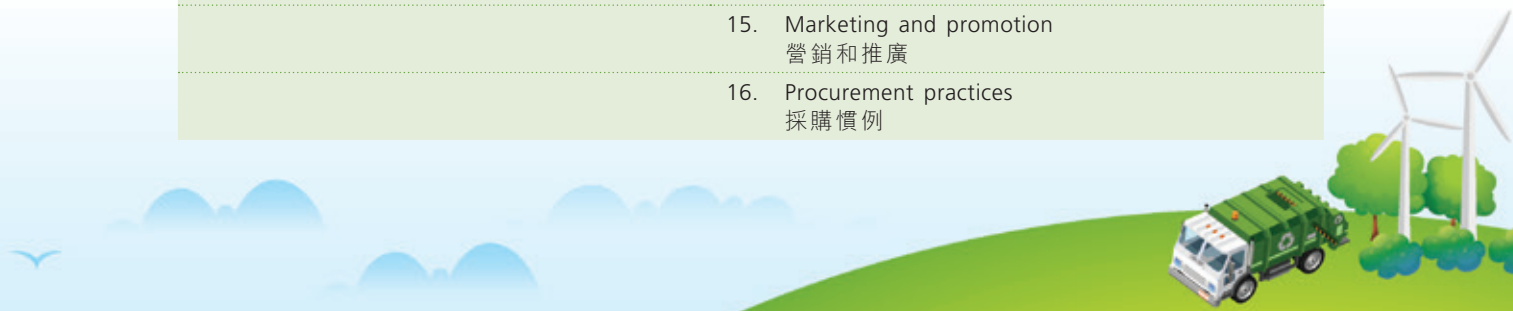 15. Marketing and promotion
營銷和推廣
16. Procurement practices
採購慣例